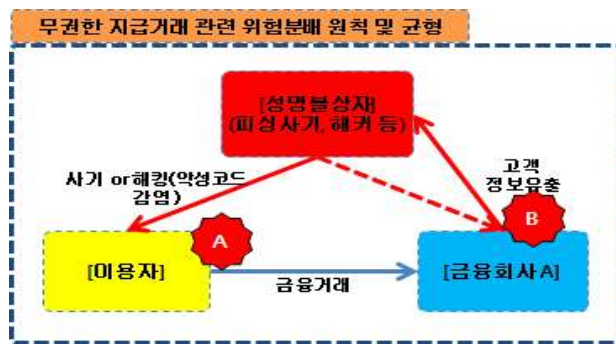 무권한 지급거래 관련 위험분배 원칙 및 균형
[성명불상자]
(피싱사기, 해커 등)
사기 or해킹(악성코드
감염)
고객
정보유출
A
B
[이용자]
금융거래
[금융회사A]